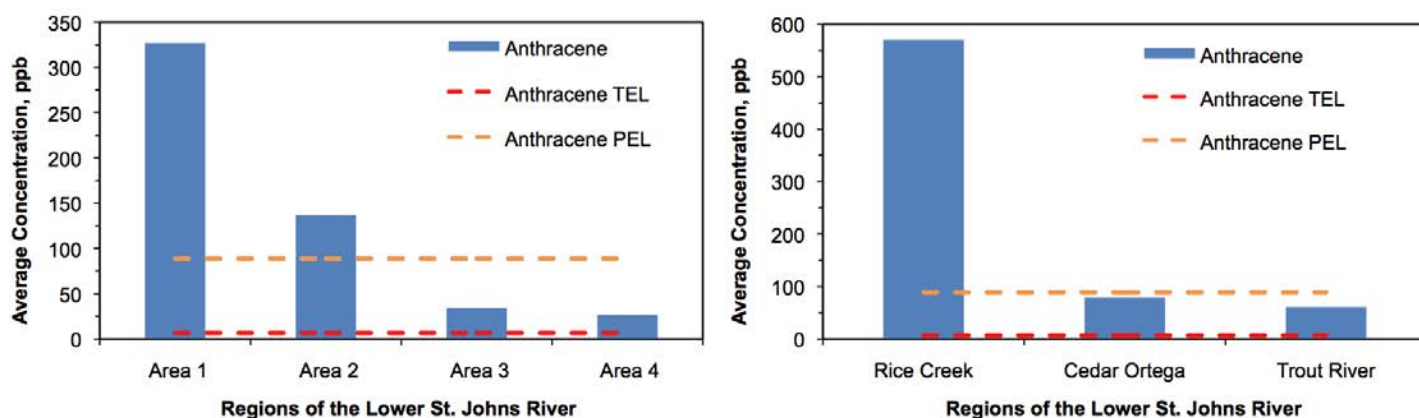 350
300
250
200
150
100
50
0
Average Concentration, ppb
Anthracene
Anthracene TEL
Anthracene PEL
Area 1 Area 2 Area 3 Area 4
Regions of the Lower St. Johns River
600
500
400
300
200
100
0
Average Concentration, ppb
Anthracene
Anthracene TEL
Anthracene PEL
Rice Creek Cedar Ortega Trout River
Regions of the Lower St. Johns River